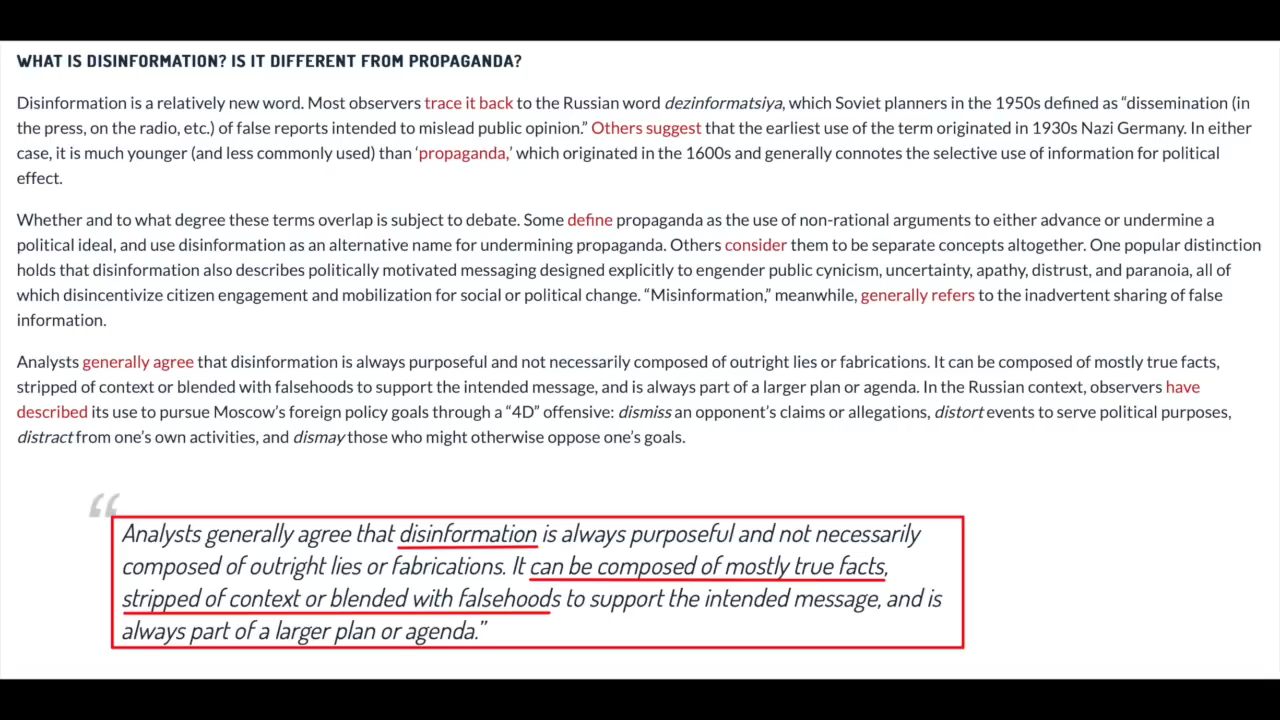 WHAT IS DISINFORMATION? IS IT DIFFERENT FROM PROPAGANDA?
Disinformation is a relatively new word. Most observers trace it back to the Russian word dezinformatsiya, which Soviet planners in the 1950s defined as “dissemination (in
the press, on the radio, etc.) of false reports intended to mislead public opinion.” Others suggest that the earliest use of the term originated in 1930s Nazi Germany. In either
case, it is much younger (and less commonly used) than ‘propaganda,’ which originated in the 1600s and generally connotes the selective use of information for political
effect.
Whether and to what degree these terms overlap is subject to debate. Some define propaganda as the use of non-rational arguments to either advance or undermine a
political ideal, and use disinformation as an alternative name for undermining propaganda. Others consider them to be separate concepts altogether. One popular distinction
holds that disinformation also describes politically motivated messaging designed explicitly to engender public cynicism, uncertainty, apathy, distrust, and paranoia, all of
which disincentivize citizen engagement and mobilization for social or political change. “Misinformation,” meanwhile, generally refers to the inadvertent sharing of false
information.
Analysts generally agree that disinformation is always purposeful and not necessarily composed of outright lies or fabrications. It can be composed of mostly true facts,
stripped of context or blended with falsehoods to support the intended message, and is always part of a larger plan or agenda. In the Russian context, observers have
described its use to pursue Moscow’s foreign policy goals through a “4D” offensive: dismiss an opponent’s claims or allegations, distort events to serve political purposes,
distract from one’s own activities, and dismay those who might otherwise oppose one’s goals.
“
Analysts generally agree that disinformation is always purposeful and not necessarily
composed of outright lies or fabrications. It can be composed of mostly true facts,
stripped of context or blended with falsehoods to support the intended message, and is
always part of a larger plan or agenda.”